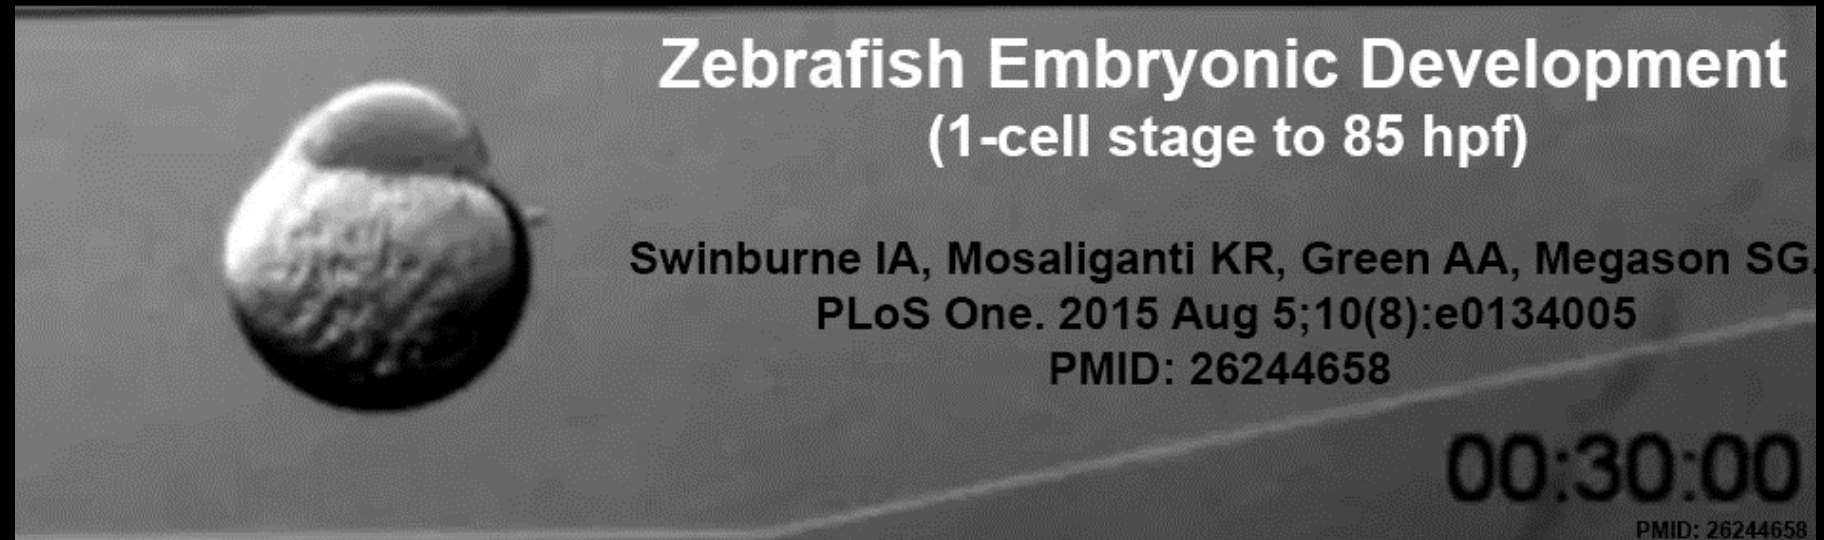 Zebrafish Embryonic Development
(1-cell stage to 85 hpf)
Swinburne IA, Mosaliganti KR, Green AA, Megason SG.
PLoS One. 2015 Aug 5;10(8):e0134005
PMID: 26244658
00:30:00
PMID: 26244658